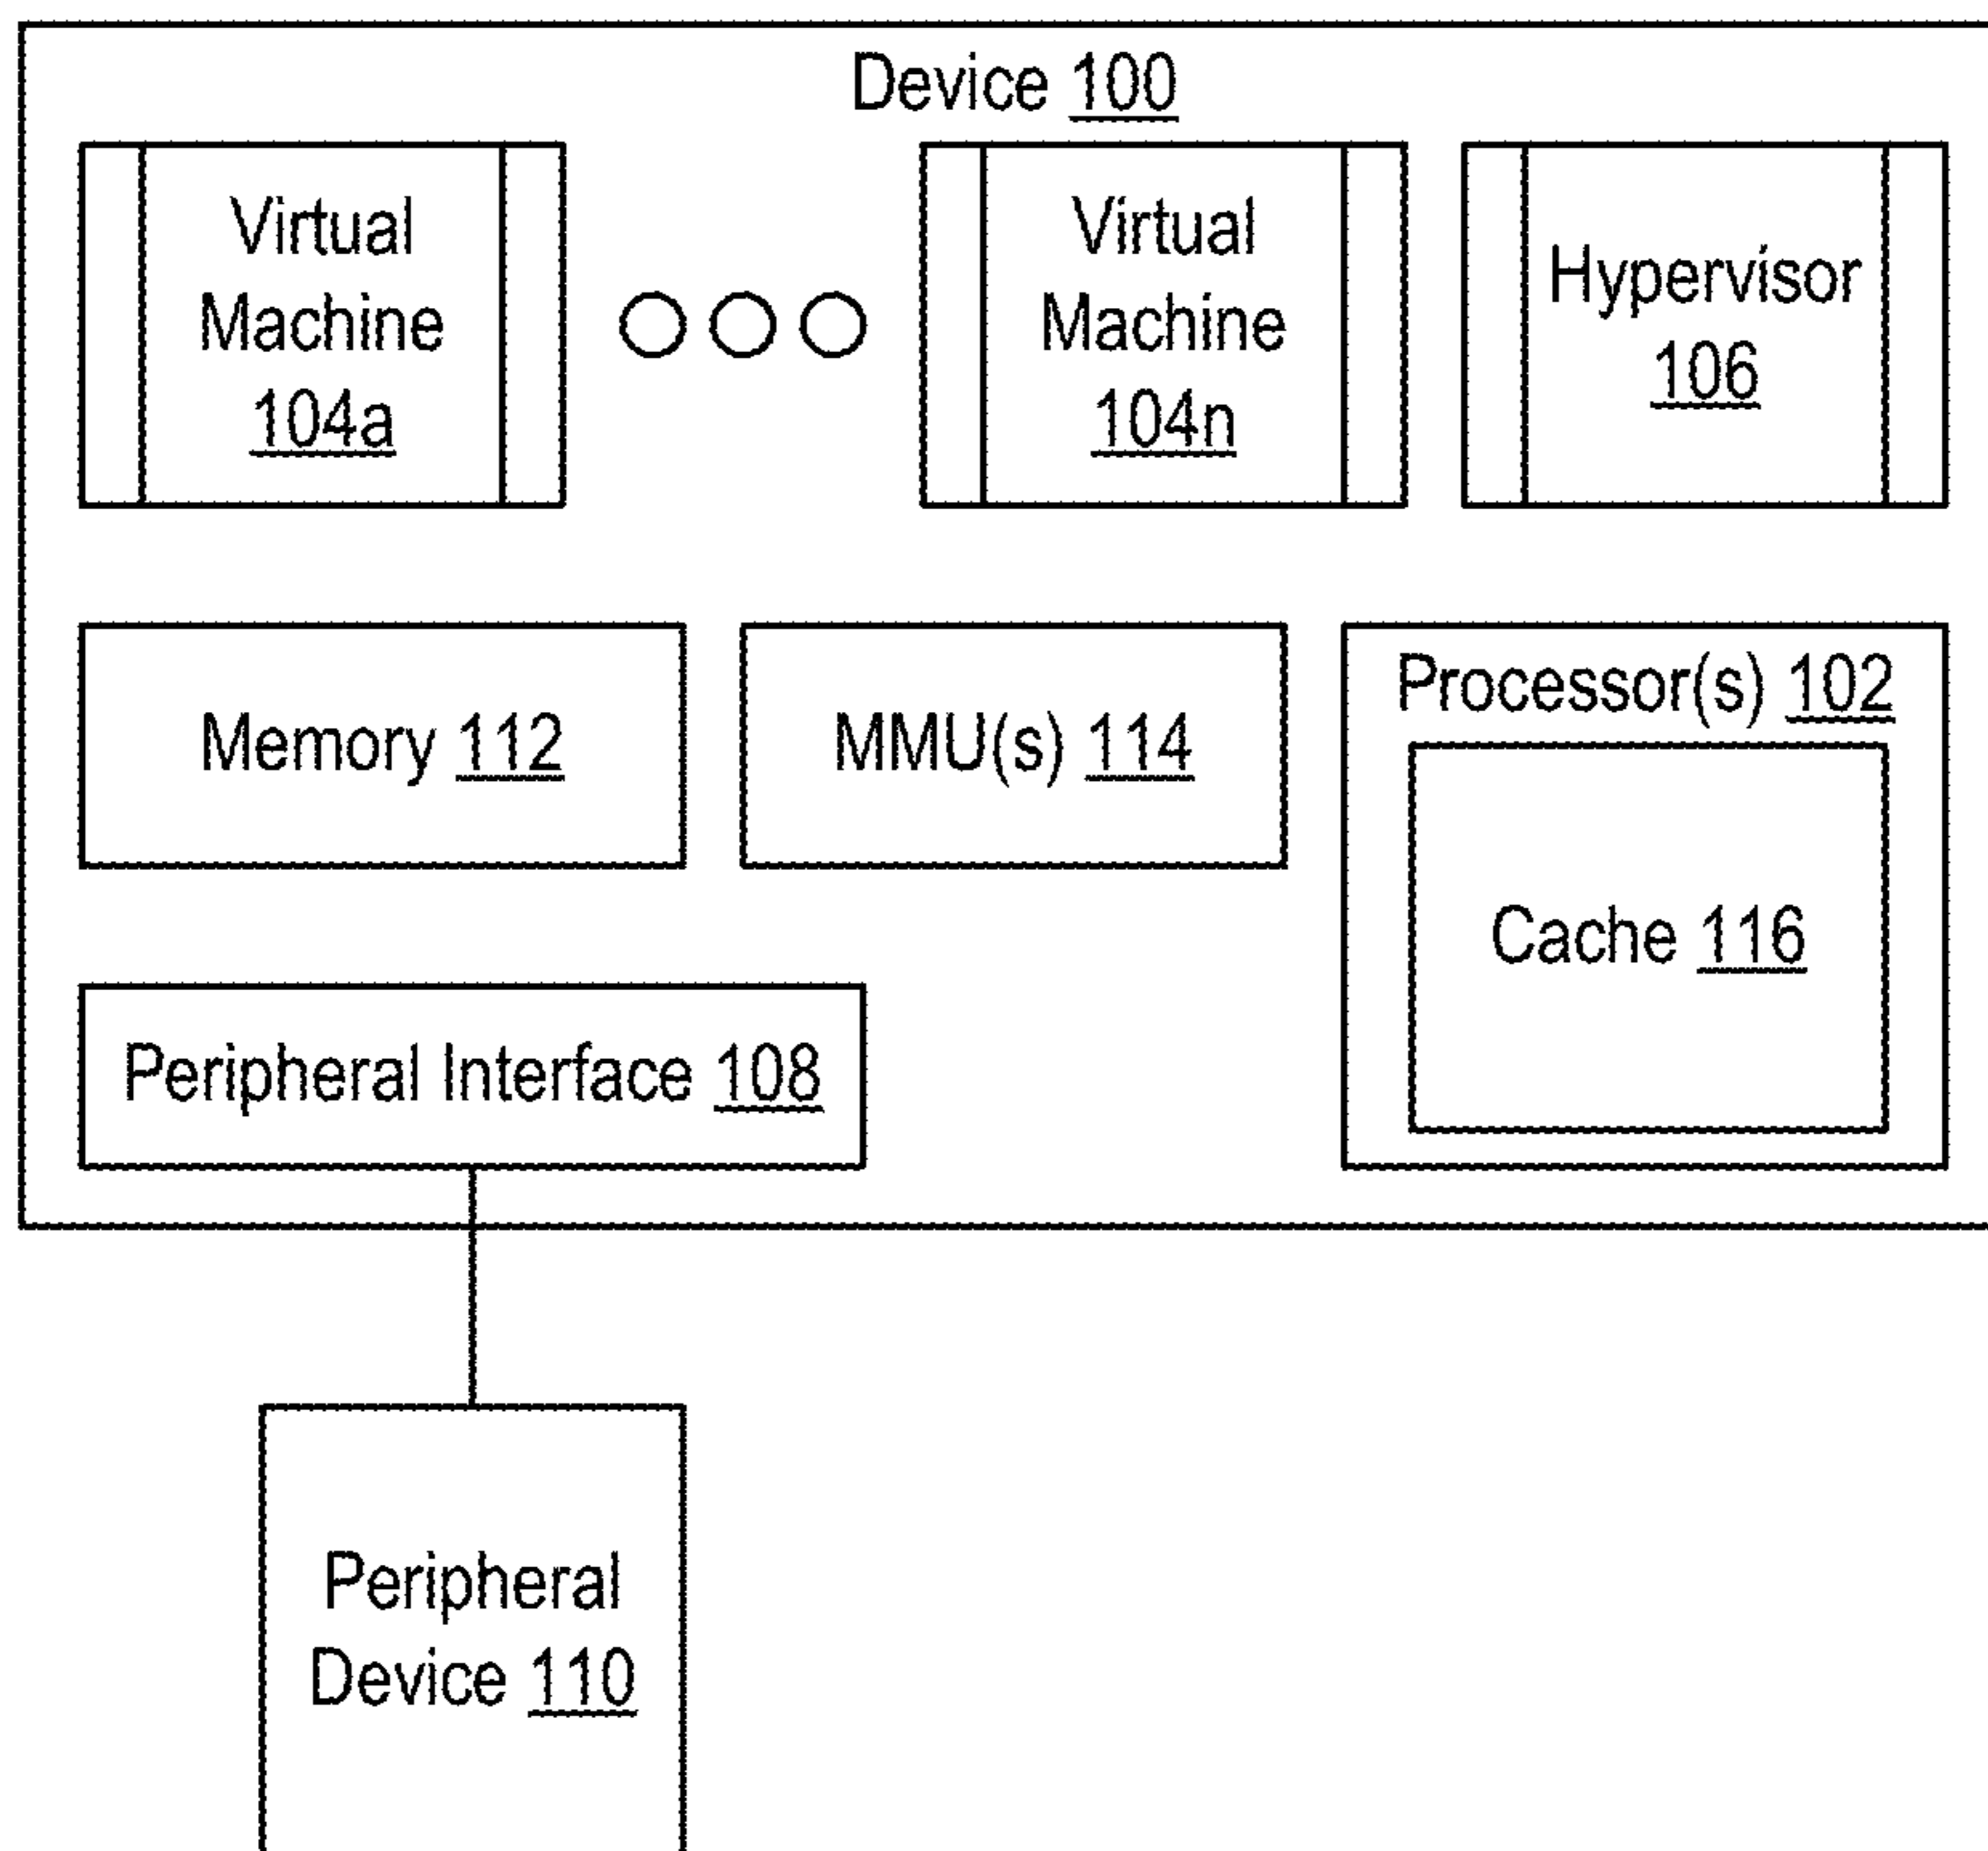 Device 100
Virtual
Machine
104a
Virtual
Machine
104n
Hypervisor
106
Memory 112
MMU(s) 114
Processor(s) 102
Cache 116
Peripheral Interface 108
Peripheral
Device 110